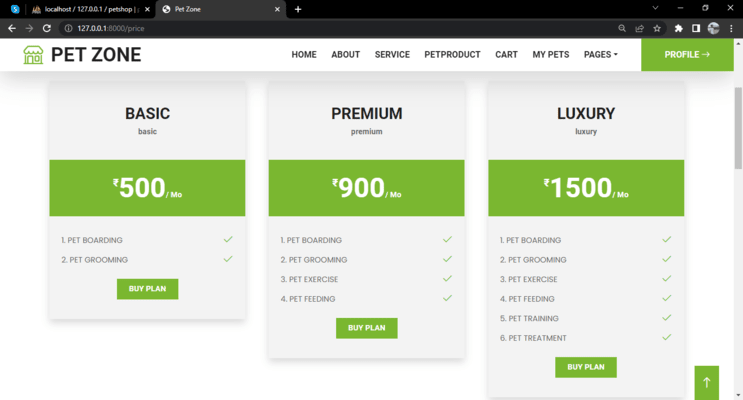 localhost / 127.0.0.1 / petshop |
Pet Zone
127.0.0.1:8000/price
PET ZONE
HOME ABOUT SERVICE PETPRODUCT CART MY PETS PAGES
PROFILE →
BASIC
basic
₹500/ Mo
1. PET BOARDING
2. PET GROOMING
BUY PLAN
PREMIUM
premium
₹900/ Mo
1. PET BOARDING
2. PET GROOMING
3. PET EXERCISE
4. PET FEEDING
BUY PLAN
LUXURY
luxury
₹1500/ Mo
1. PET BOARDING
2. PET GROOMING
3. PET EXERCISE
4. PET FEEDING
5. PET TRAINING
6. PET TREATMENT
BUY PLAN